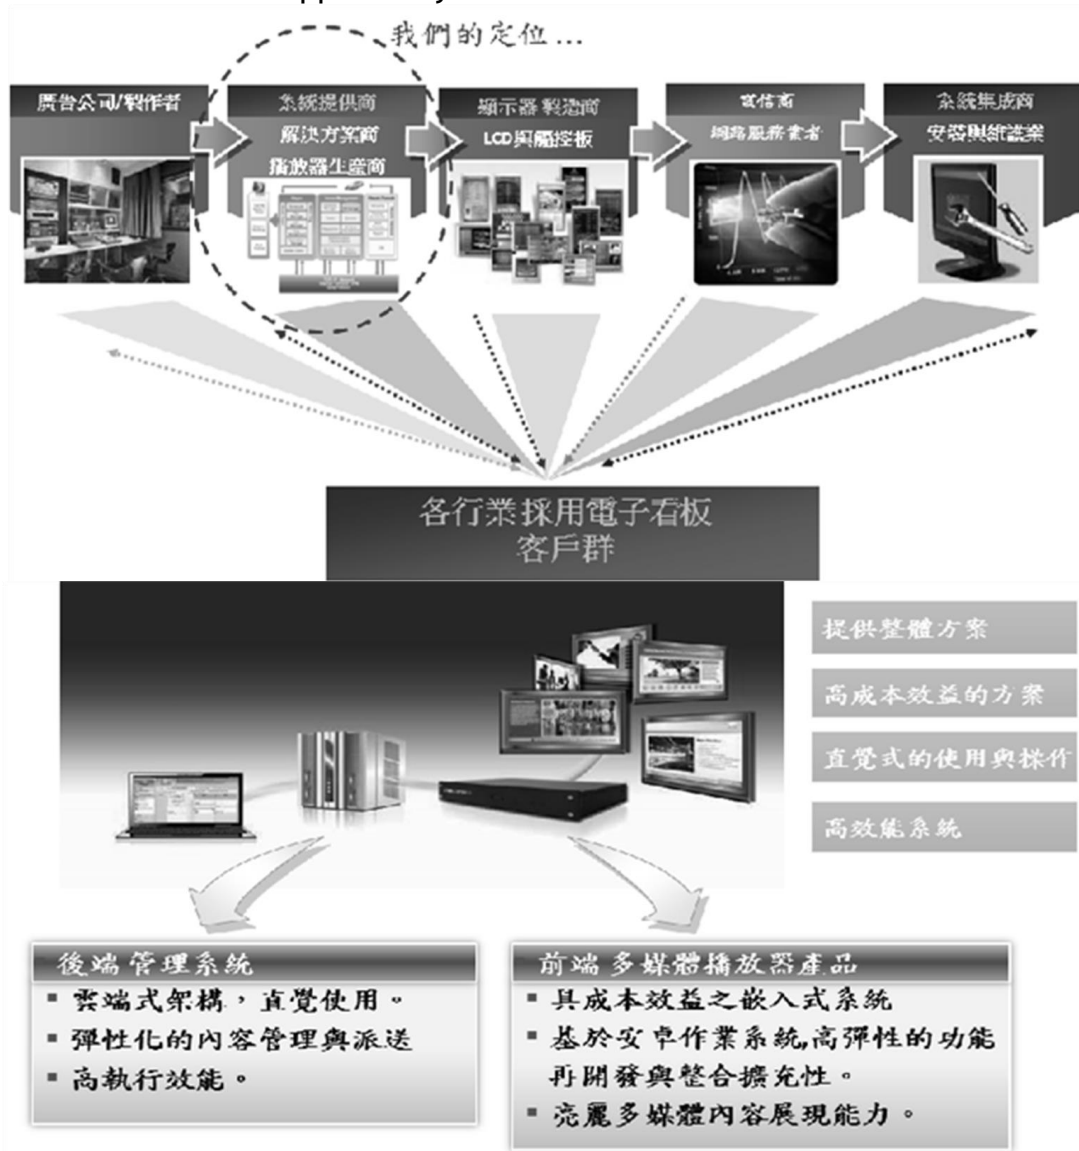 我們的定位...
廣告公司/製作者
系統提供商
解決方案商
播放器生產商
顯示器製造商
LCD與觸控板
電信商
網路服務業者
系統集成商
安裝與維護業
各行業採用電子看板
客戶群
提供整體方案
高成本效益的方案
直覺式的使用與操作
高效能系統
後端管理系統
▪ 雲端式架構，直覺使用。
▪ 彈性化的內容管理與派送
▪ 高執行效能。
前端多媒體播放器產品
▪ 具成本效益之嵌入式系統
▪ 基於安卓作業系統,高彈性的功能
再開發與整合擴充性。
▪ 亮麗多媒體內容展現能力。